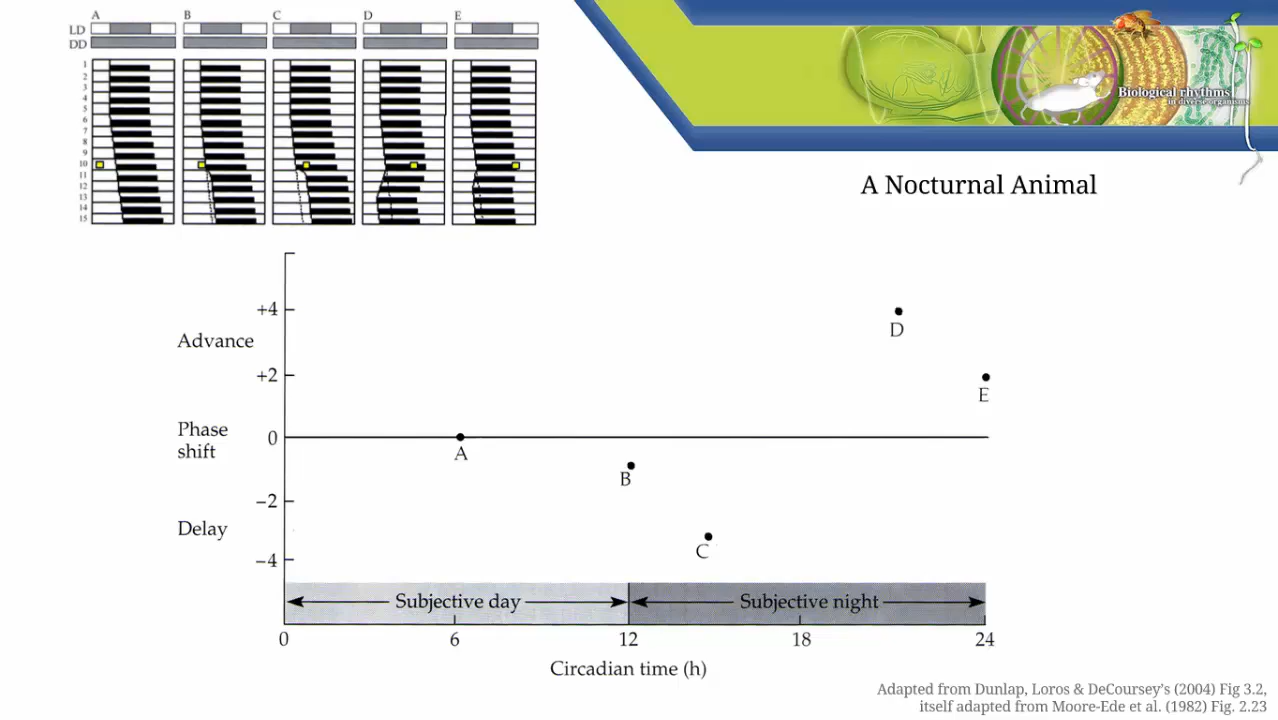 A B C D E
LD
DD
1
2
3
4
5
6
7
8
9
10
11
12
13
14
15
Biological rhythms
in diverse organisms
A Nocturnal Animal
+4
D
Advance
+2
E
Phase
shift
0
A
B
−2
Delay
C
−4
Subjective day Subjective night
0 6 12 18 24
Circadian time (h)
Adapted from Dunlap, Loros & DeCoursey’s (2004) Fig 3.2,
itself adapted from Moore-Ede et al. (1982) Fig. 2.23